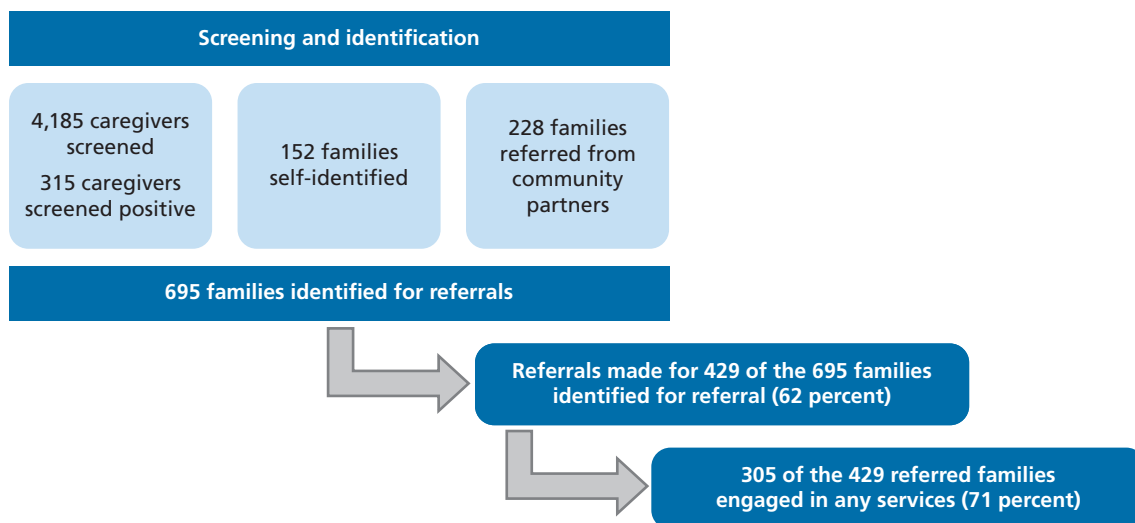 Screening and identification
4,185 caregivers
screened
315 caregivers
screened positive
152 families
self-identified
228 families
referred from
community
partners
695 families identified for referrals
Referrals made for 429 of the 695 families
identified for referral (62 percent)
305 of the 429 referred families
engaged in any services (71 percent)